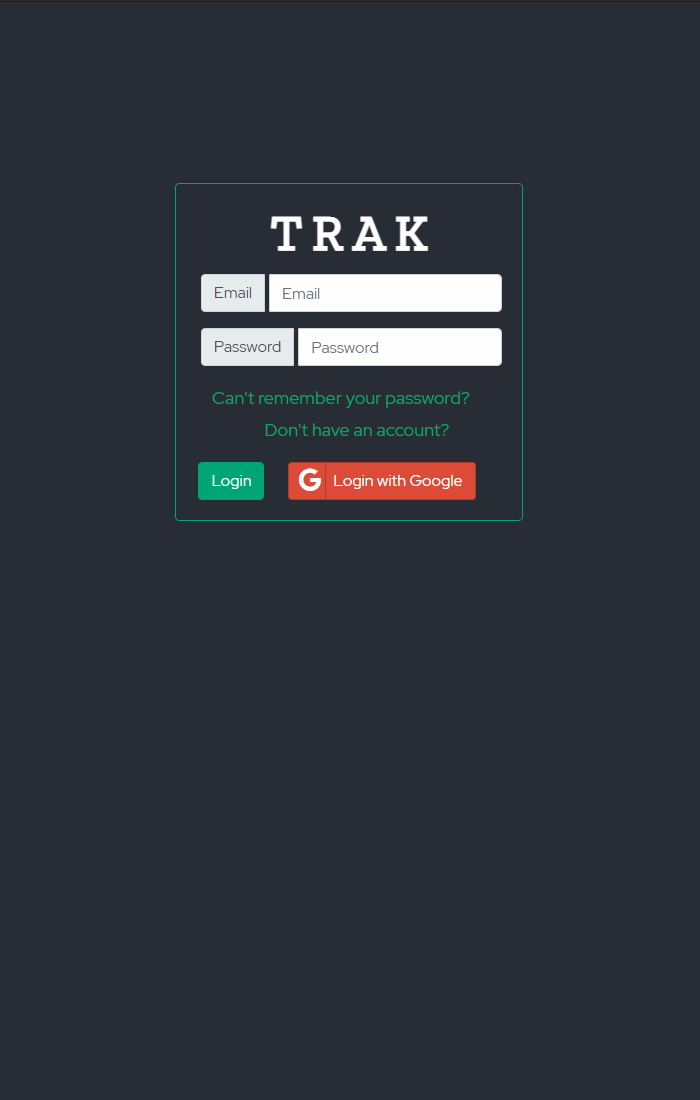 TRAK
Email Email
Password Password
Can't remember your password?
Don't have an account?
Login G Login with Google